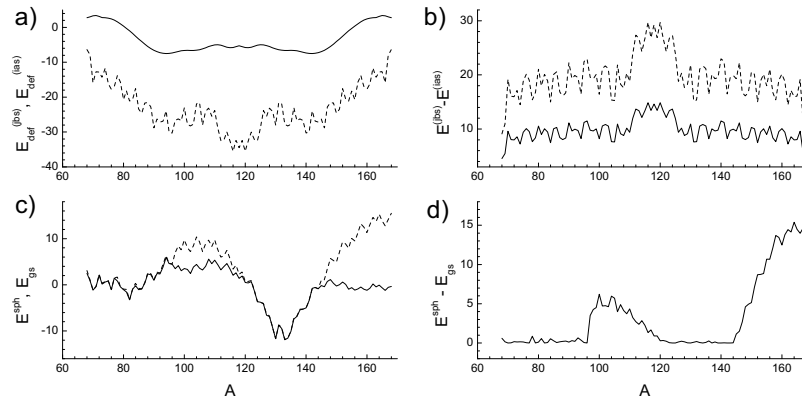 a)
0
-10
-20
-30
-40
60 80 100 120 140 160
E_def^(jbs), E_def^(ias)
b)
30
20
10
60 80 100 120 140 160
E^(jbs)-E^(ias)
c)
10
0
-10
60 80 100 120 140 160
E^sph, E_gs
A
d)
15
10
5
0
60 80 100 120 140 160
E^sph - E_gs
A